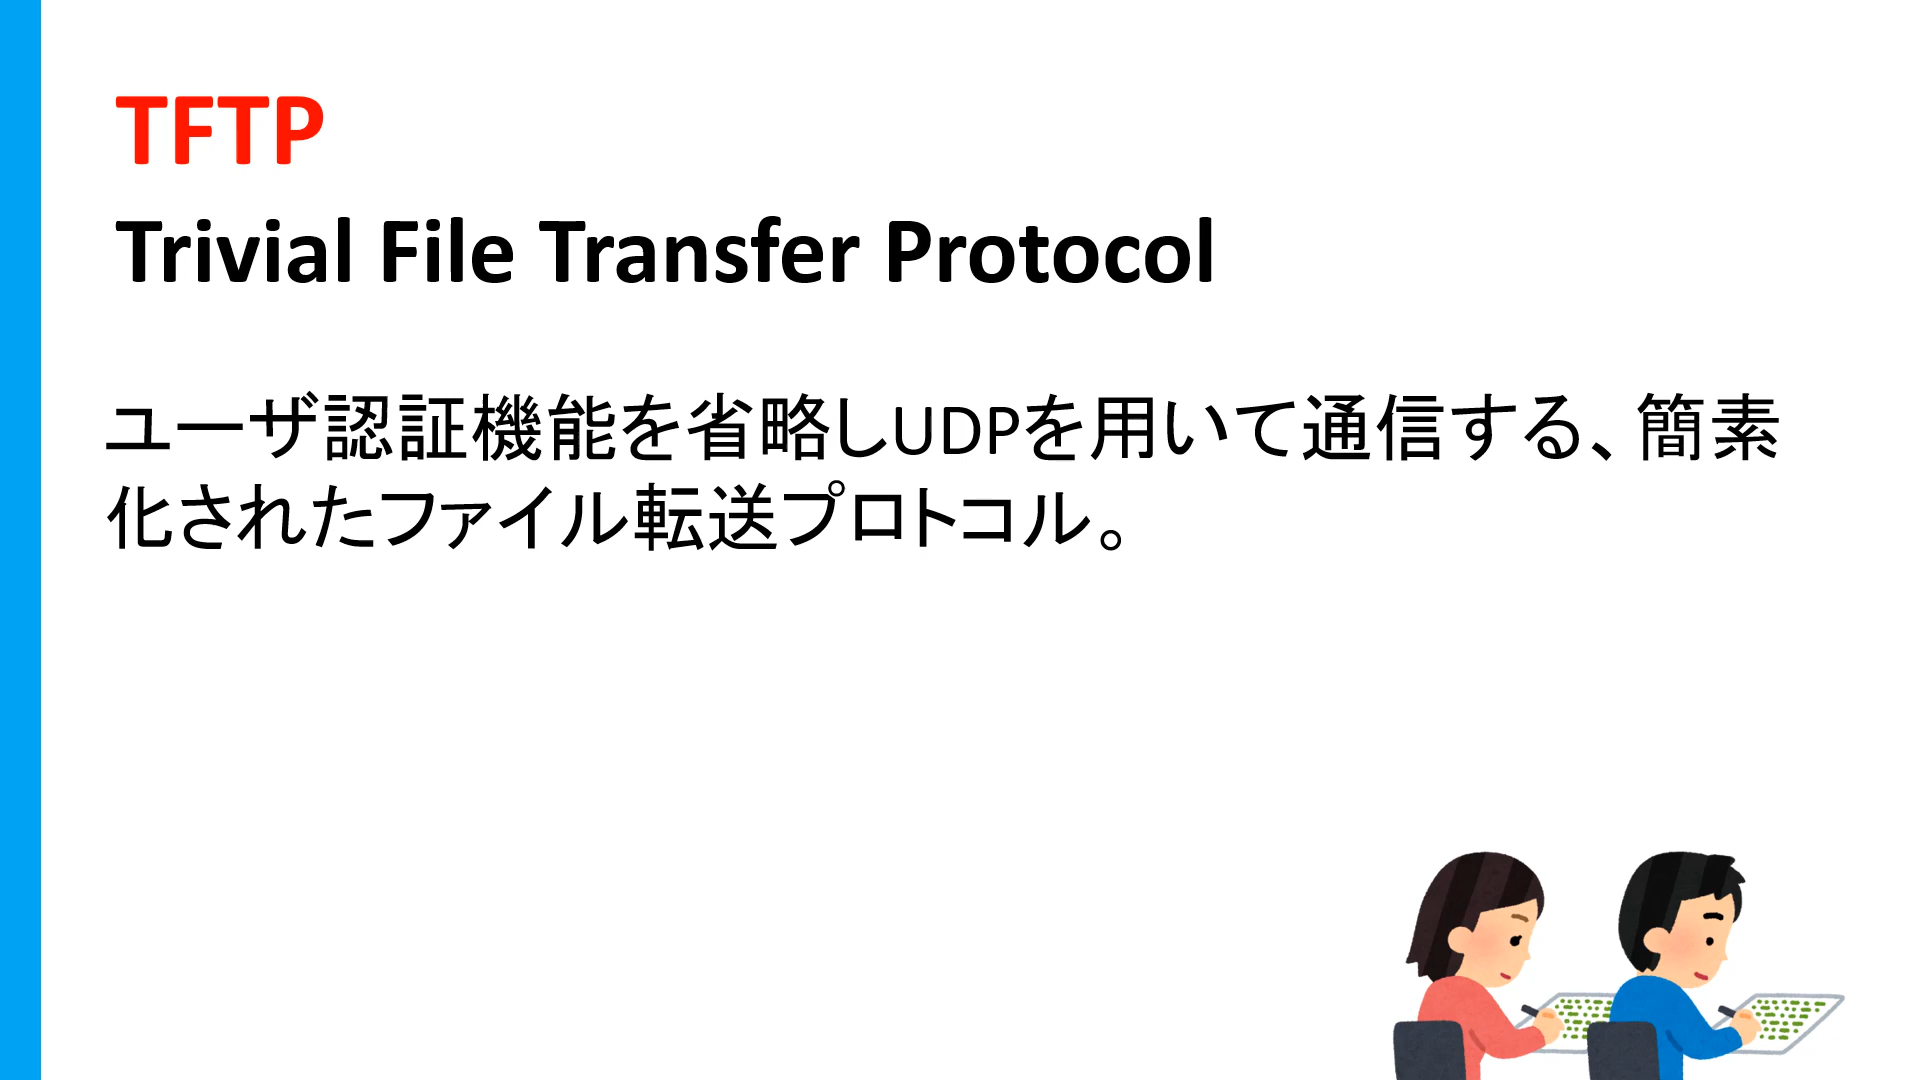 TFTP
Trivial File Transfer Protocol
ユーザ認証機能を省略しUDPを用いて通信する、簡素
化されたファイル転送プロトコル。